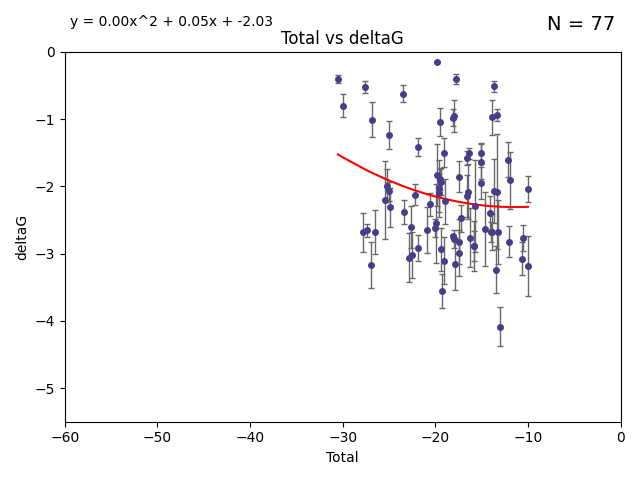 y = 0.00x^2 + 0.05x + -2.03
N = 77
Total vs deltaG
0
−1
−2
−3
−4
−5
deltaG
−60
−50
−40
−30
−20
−10
0
Total